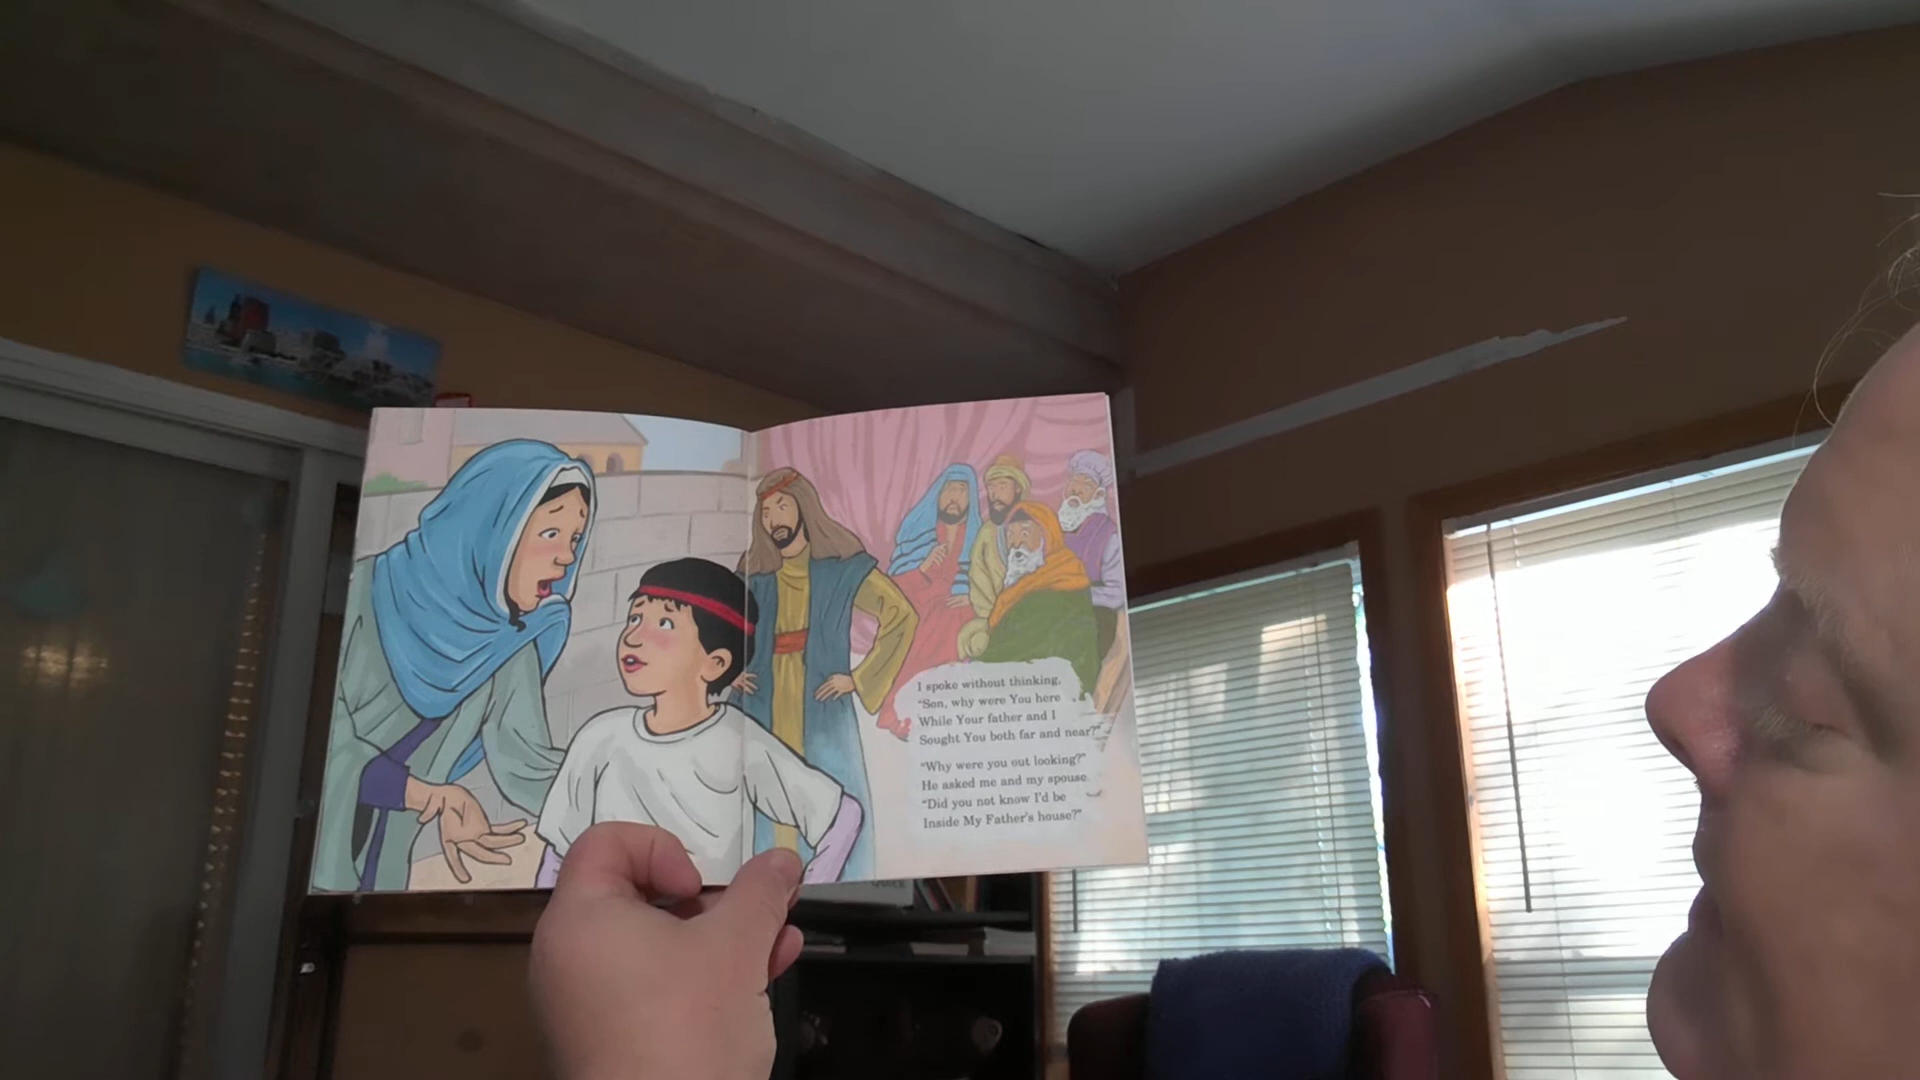 I spoke without thinking,
"Son, why were You here
While Your father and I
Sought You both far and near?"
"Why were you out looking?"
He asked me and my spouse.
"Did you not know I'd be
Inside My Father's house?"